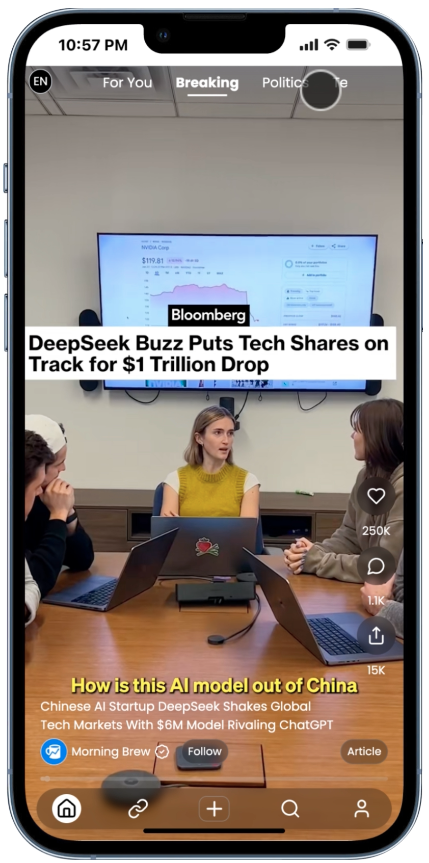 10:57 PM
EN
For You
Breaking
Politics
NVIDIA Corp
$119.81
Bloomberg
DeepSeek Buzz Puts Tech Shares on
Track for $1 Trillion Drop
250K
1.1K
15K
How is this AI model out of China
Chinese AI Startup DeepSeek Shakes Global
Tech Markets With $6M Model Rivaling ChatGPT
Morning Brew
Follow
Article